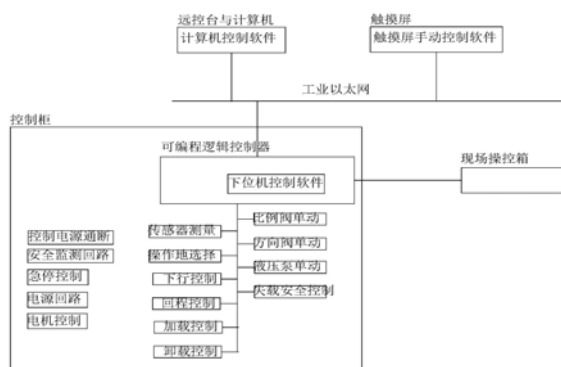 远控台与计算机
计算机控制软件
触摸屏
触摸屏手动控制软件
工业以太网
控制柜
可编程逻辑控制器
下位机控制软件
现场操控箱
控制电源通断
安全监测回路
急停控制
电源回路
电机控制
传感器测量
操作地选择
下行控制
回程控制
加载控制
卸载控制
比例阀单动
方向阀单动
液压泵单动
失载安全控制